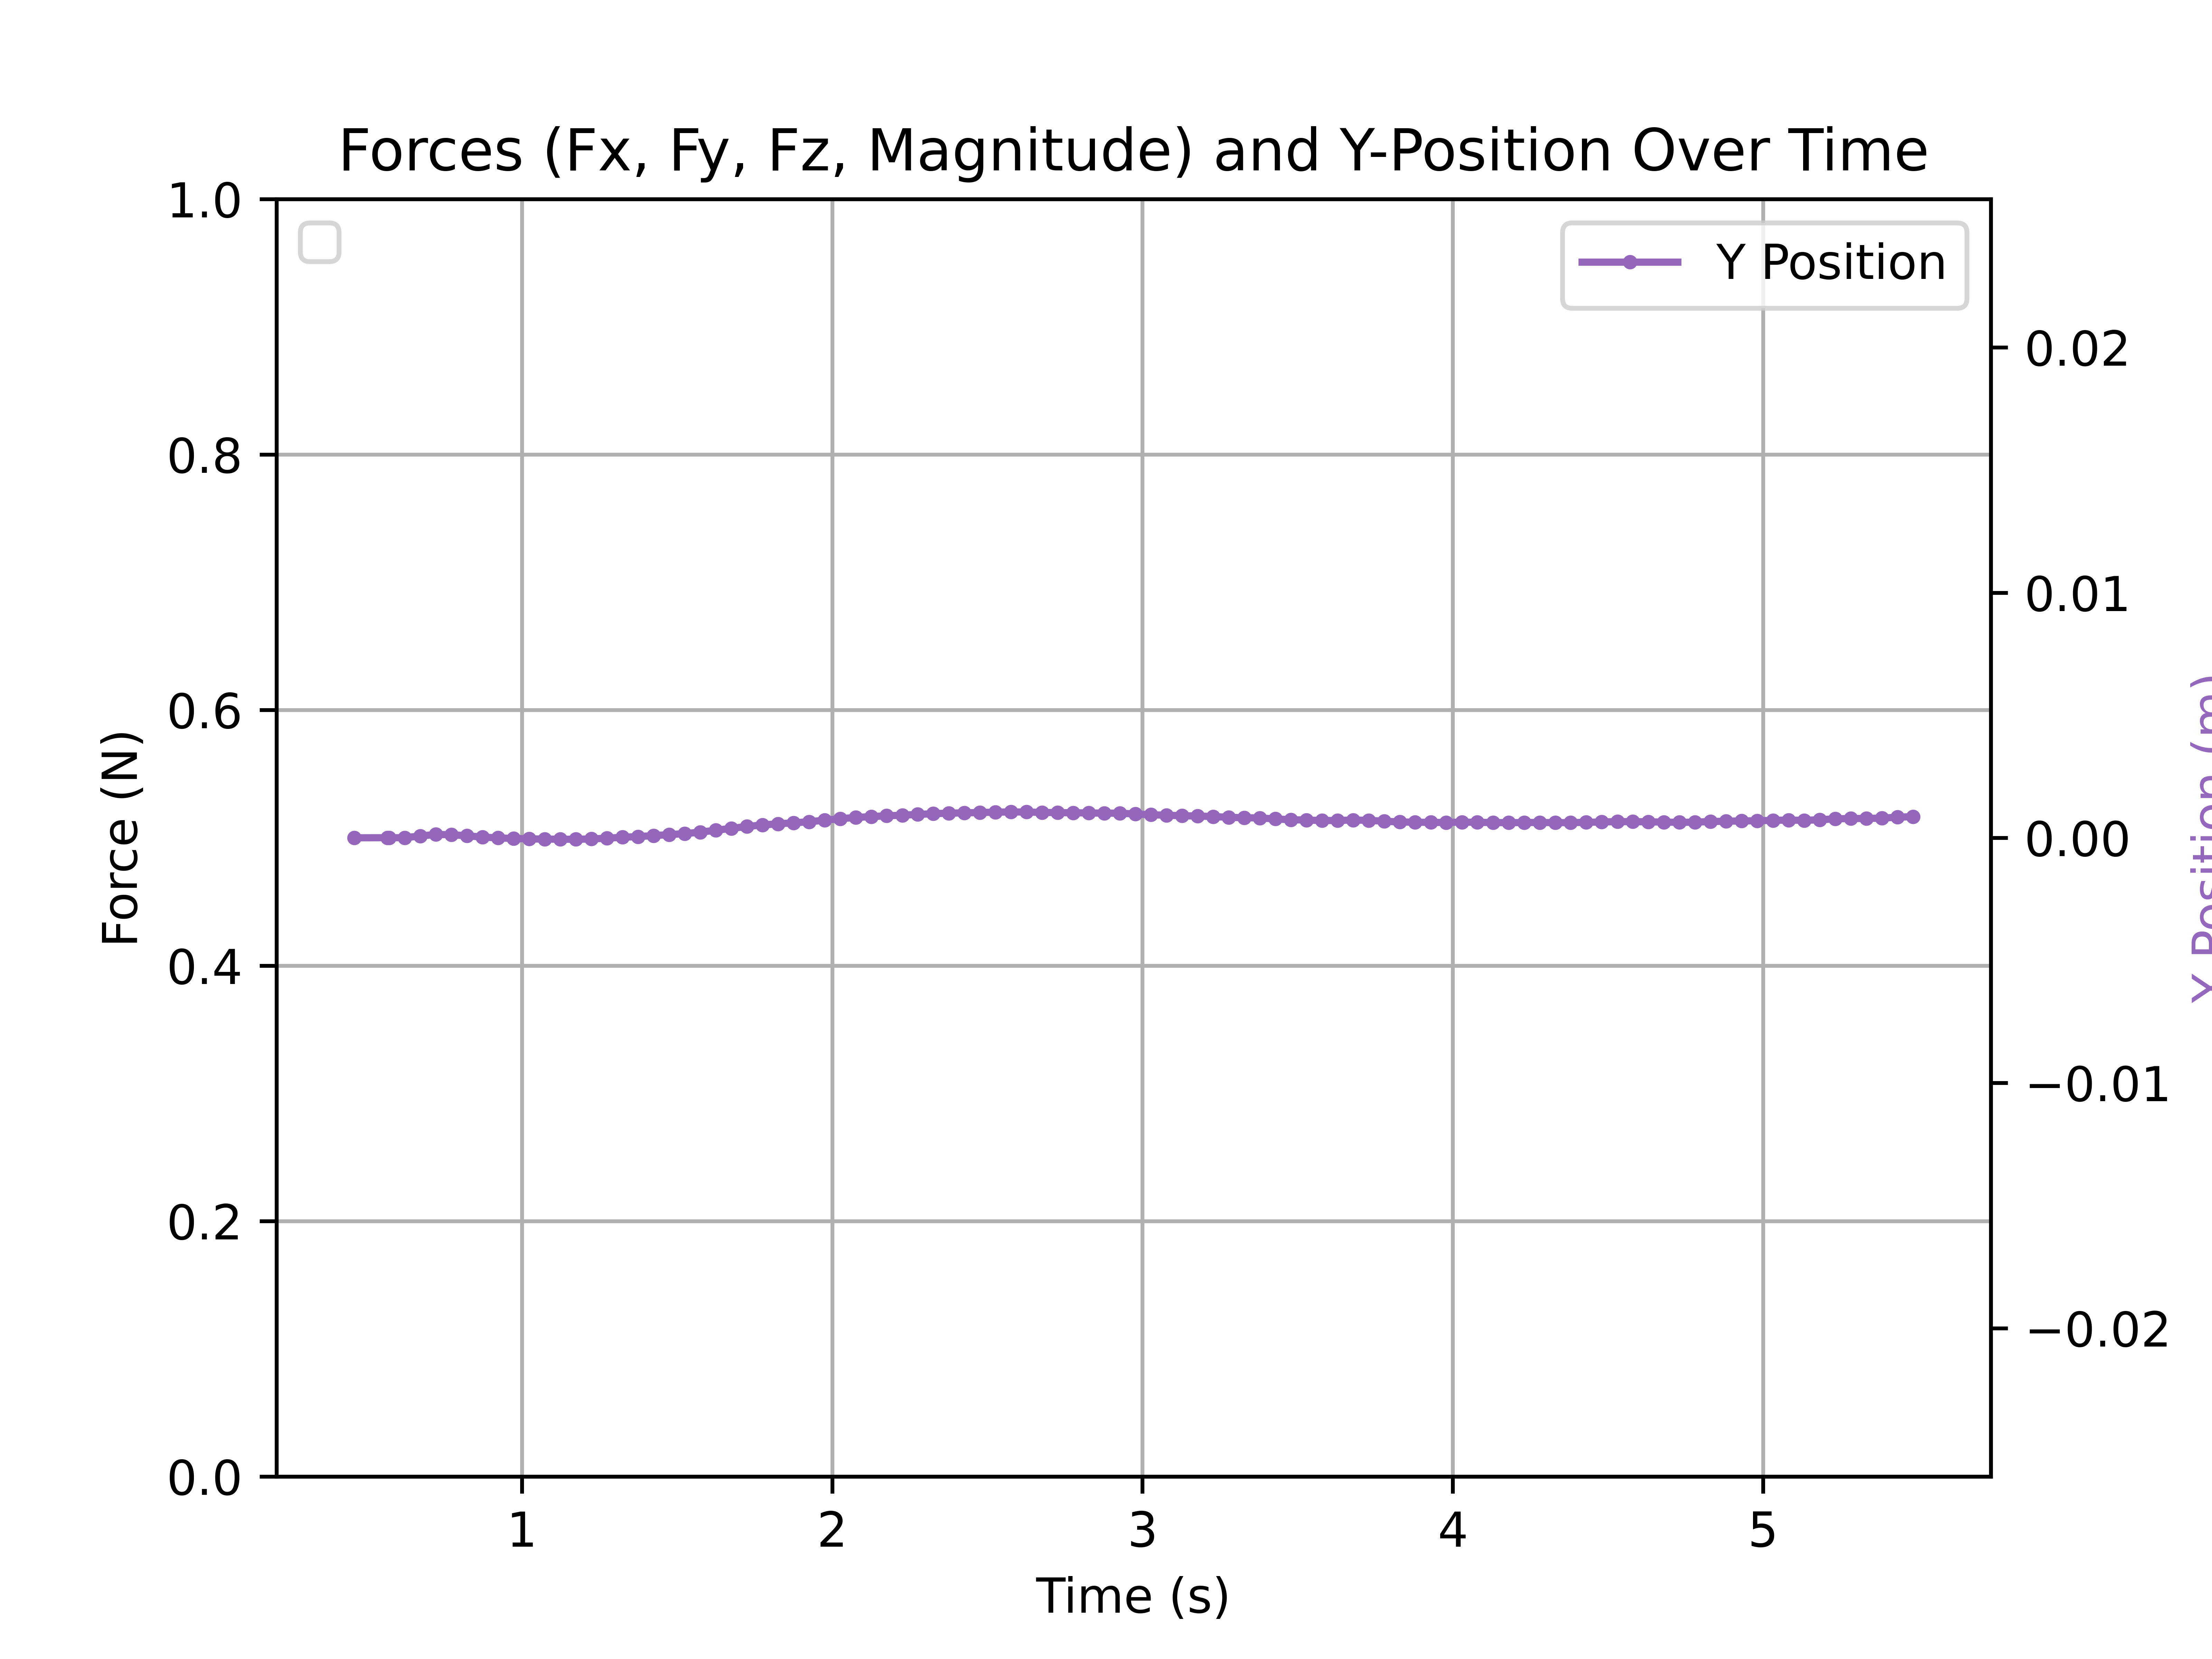 Forces (Fx, Fy, Fz, Magnitude) and Y-Position Over Time
Y Position
Force (N)
1.0
0.8
0.6
0.4
0.2
0.0
0.02
0.01
0.00
−0.01
−0.02
Y Position (m)
1 2 3 4 5
Time (s)